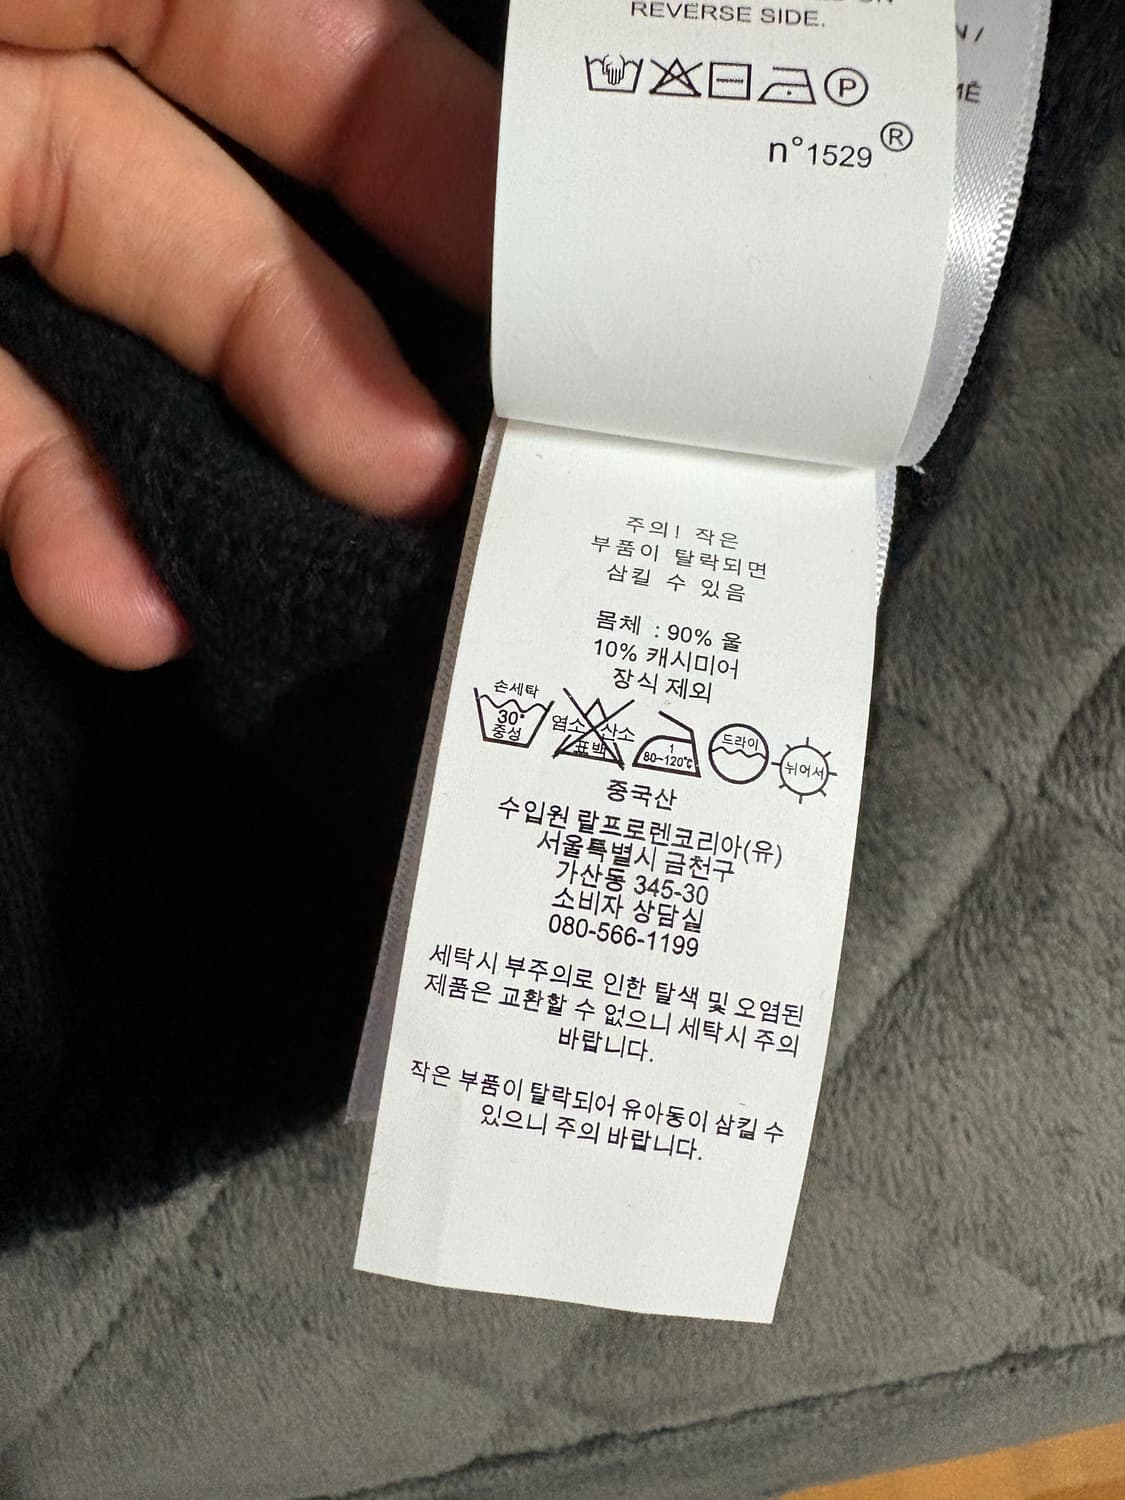 REVERSE SIDE.
P
n°1529®
주의! 작은
부품이 탈락되면
삼킬 수 있음
몸체 : 90% 울
10% 캐시미어
장식 제외
손세탁
30°
중성
염소 산소
표백
1
80~120℃
드라이
뉘어서
중국산
수입원 랄프로렌코리아(유)
서울특별시 금천구
가산동 345-30
소비자 상담실
080-566-1199
세탁시 부주의로 인한 탈색 및 오염된
제품은 교환할 수 없으니 세탁시 주의
바랍니다.
작은 부품이 탈락되어 유아동이 삼킬 수
있으니 주의 바랍니다.